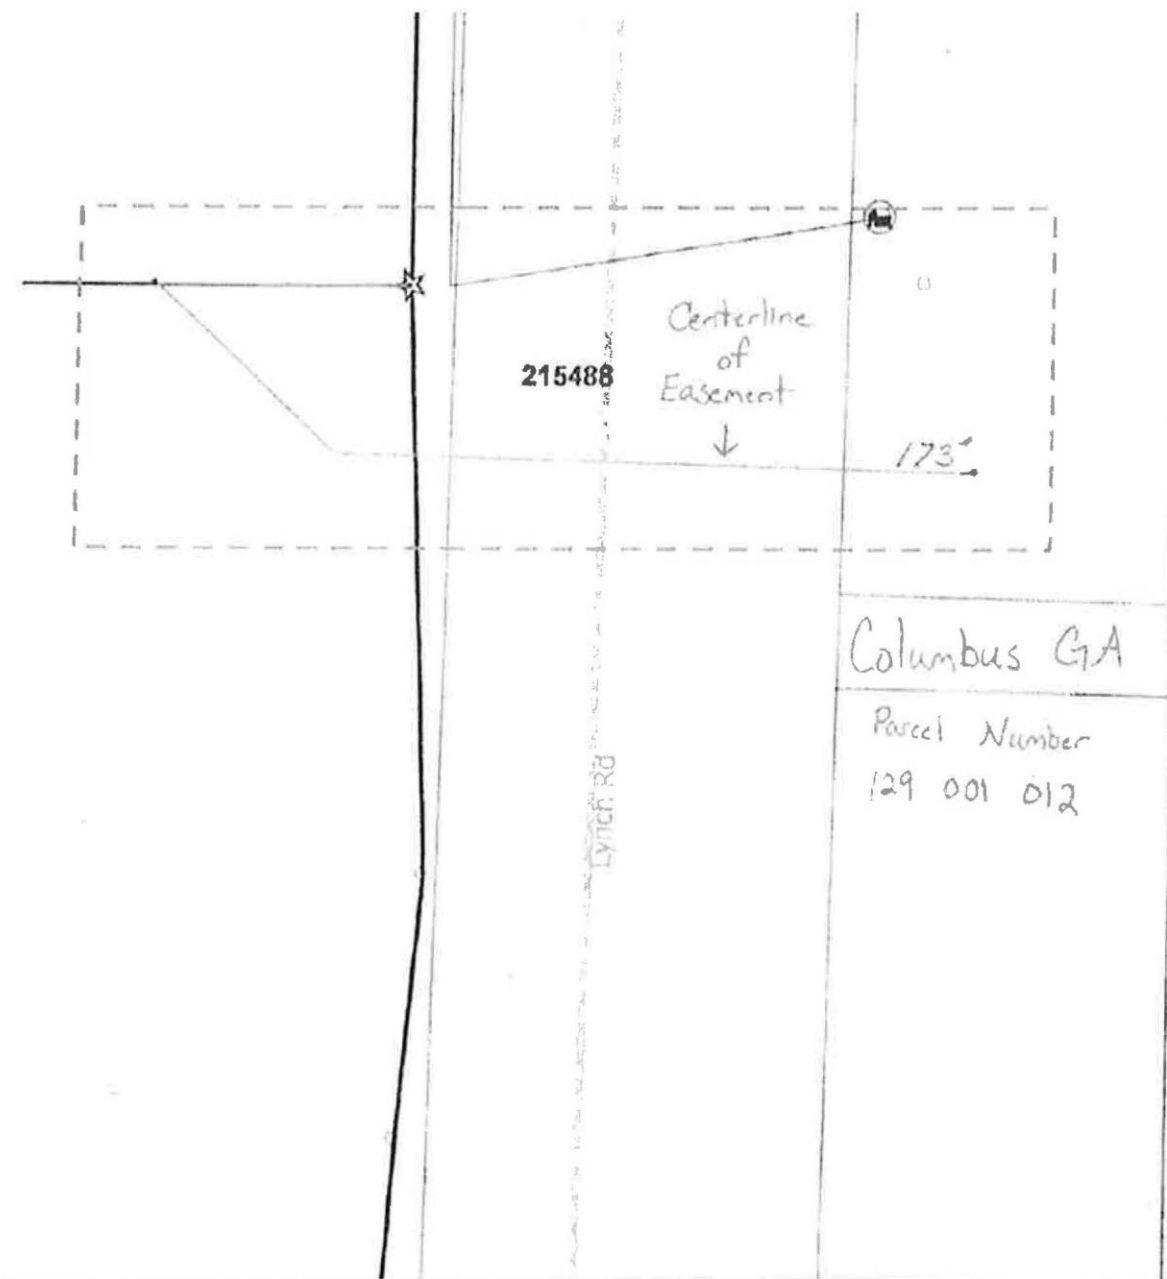 Centerline
of
Easement
215488
173'
Columbus GA
Parcel Number
129 001 012
Lynch Rd